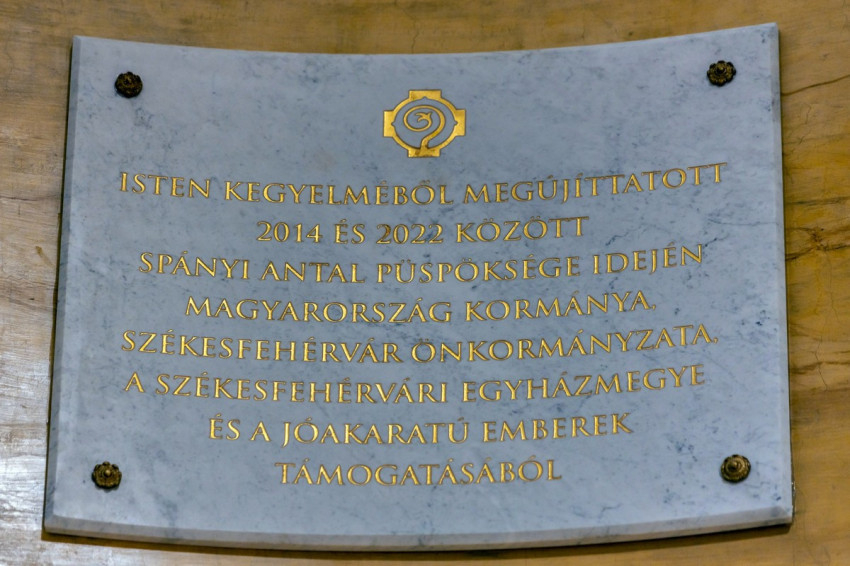 ISTEN KEGYELMÉBŐL MEGÚJÍTTATOTT
2014 ÉS 2022 KÖZÖTT
SPÁNYI ANTAL PÜSPÖKSÉGE IDEJÉN
MAGYARORSZÁG KORMÁNYA,
SZÉKESFEHÉRVÁR ÖNKORMÁNYZATA,
A SZÉKESFEHÉRVÁRI EGYHÁZMEGYE
ÉS A JÓAKARATÚ EMBEREK
TÁMOGATÁSÁBÓL